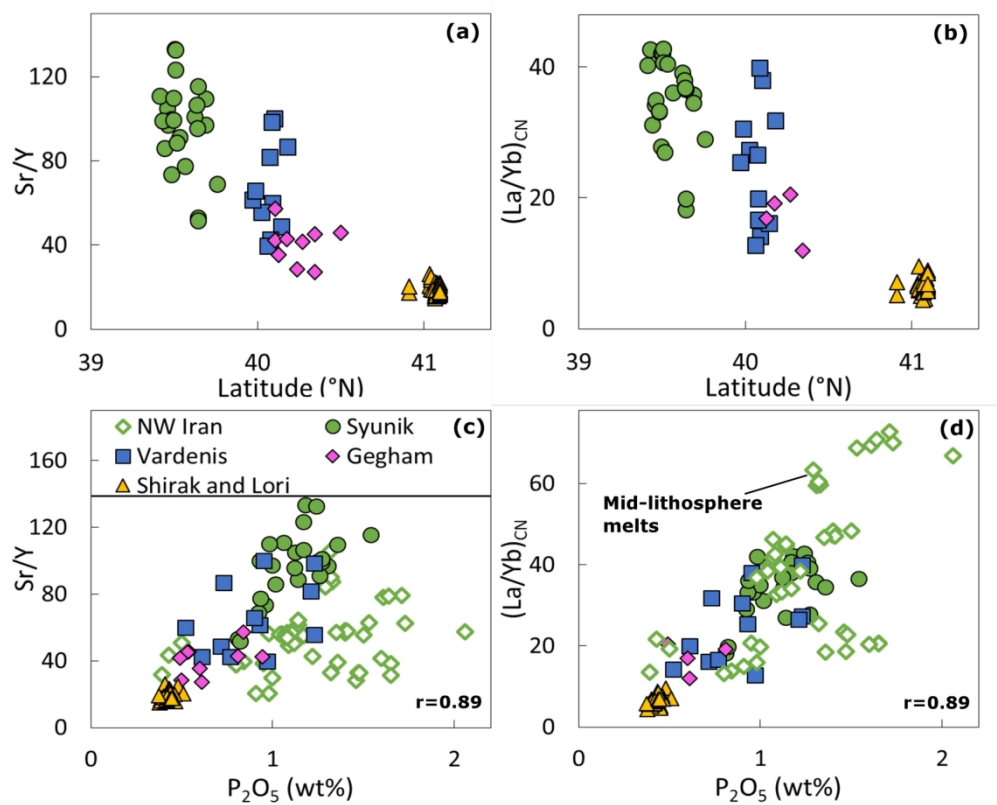 (a)
Sr/Y
120
80
40
0
39
40
41
Latitude (°N)
(b)
(La/Yb)CN
40
20
0
39
40
41
Latitude (°N)
(c)
NW Iran
Syunik
Vardenis
Gegham
Shirak and Lori
Sr/Y
160
120
80
40
0
r=0.89
0
1
2
P2O5 (wt%)
(d)
(La/Yb)CN
60
40
20
0
Mid-lithosphere
melts
r=0.89
0
1
2
P2O5 (wt%)